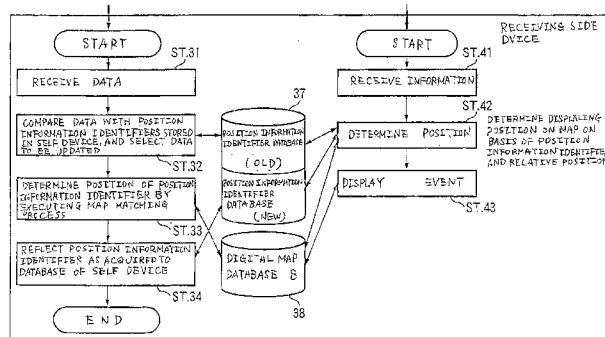 RECEIVING SIDE
DVICE
START
ST.31
RECEIVE DATA
COMPARE DATA WITH POSITION
INFORMATION IDENTIFIERS STORED
IN SELF DEVICE, AND SELECT DATA
TO BE UPDATED
ST.32
DETERMINE POSITION OF POSITION
INFORMATION IDENTIFIER BY
EXECUTING MAP MATCHING
PROCESS
ST.33
REFLECT POSITION INFORMATION
IDENTIFIER AS ACQUIRED TO
DATABASE OF SELF DEVICE
ST.34
END
37
POSITION INFORMATION
IDENTIFIER DATABASE
(OLD)
POSITION INFORMATION
IDENTIFIER
DATABASE
(NEW)
DIGITAL MAP
DATABASE B
38
START
ST.41
RECEIVE INFORMATION
ST.42
DETERMINE POSITION
DISPLAY EVENT
ST.43
DETERMINE DISPLAING
POSITION ON MAP ON
BASIS OF POSITION
INFORMATION IDENTIFIE
AND RELATIVE POSITION